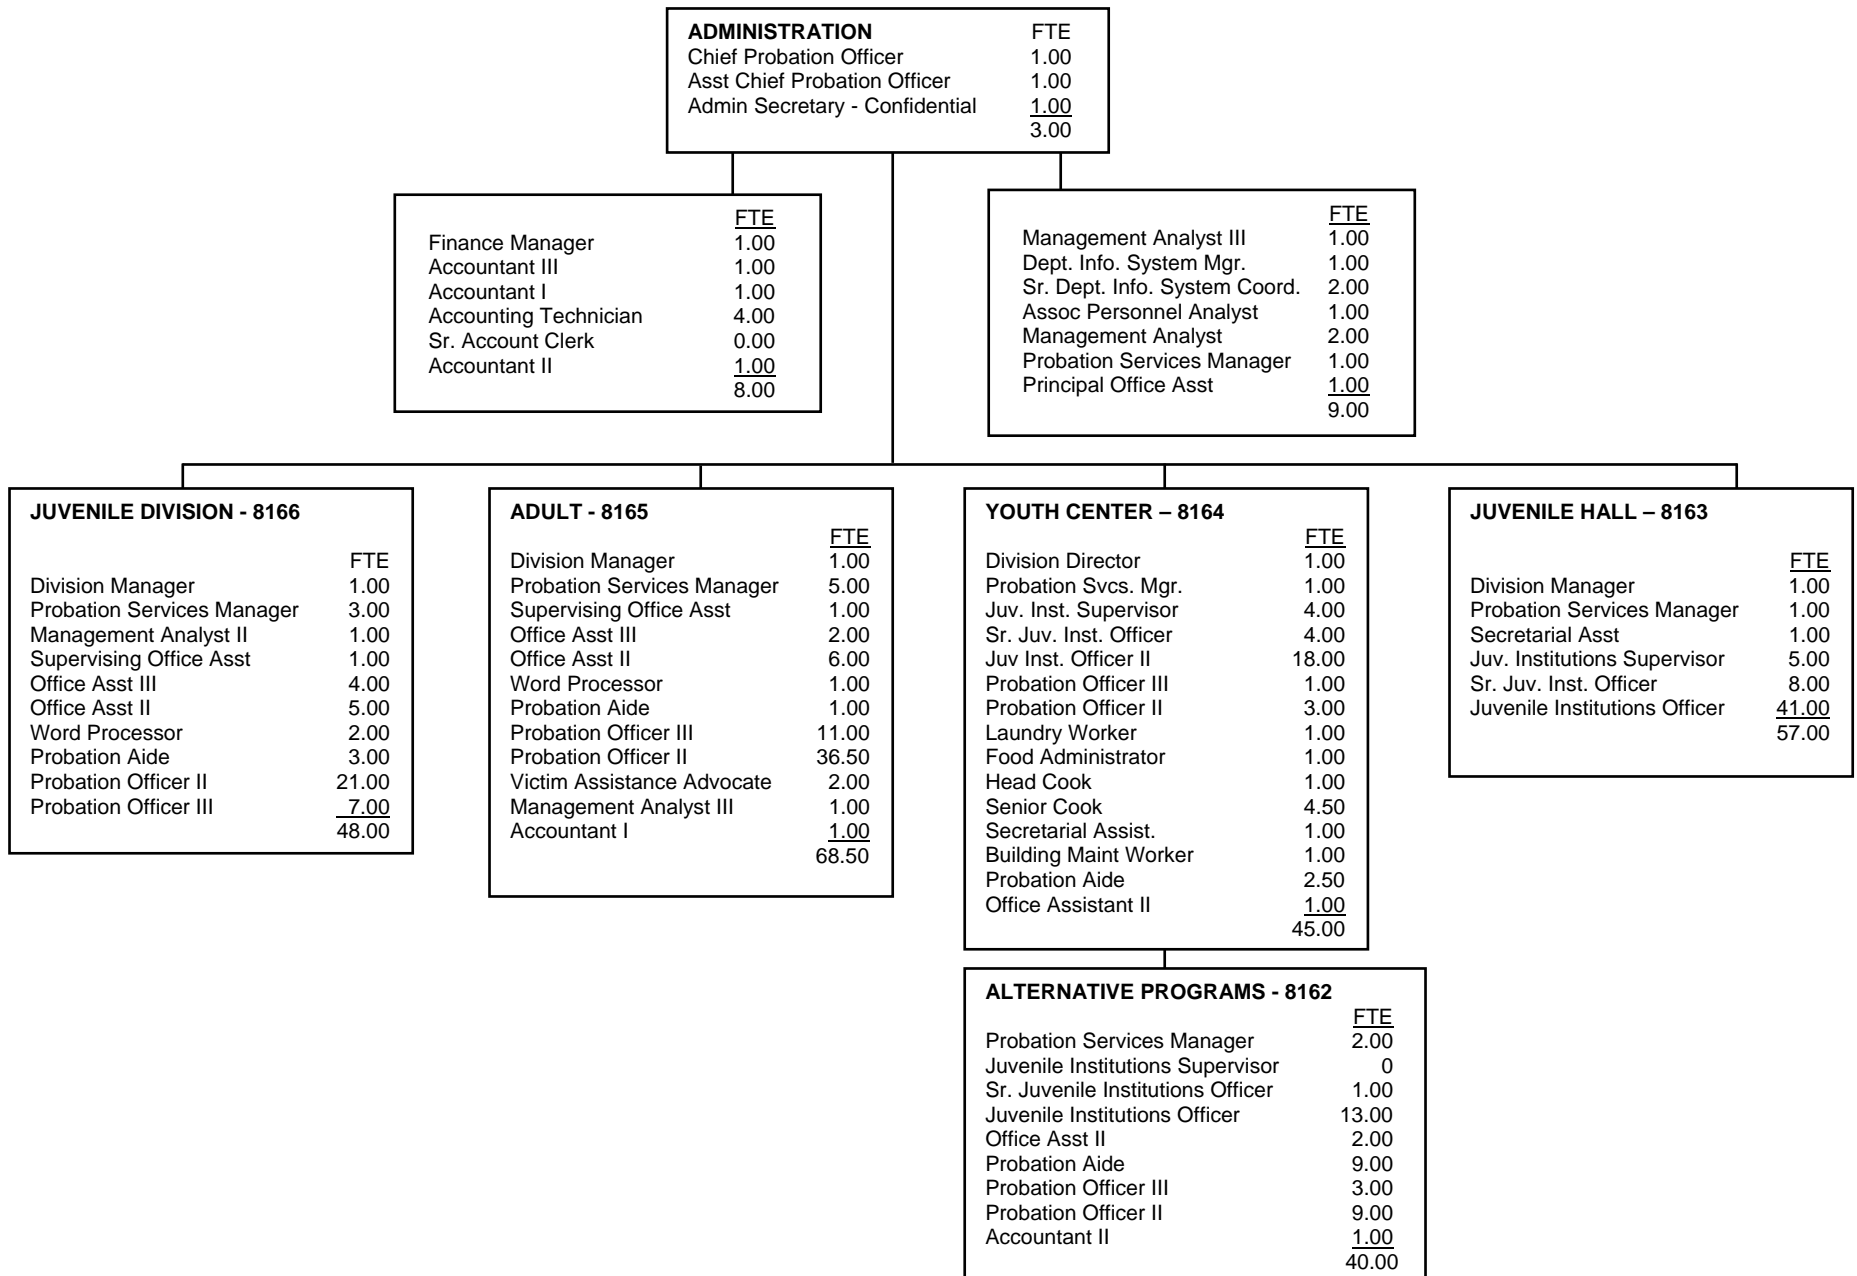 ADMINISTRATION FTE
Chief Probation Officer 1.00
Asst Chief Probation Officer 1.00
Admin Secretary - Confidential 1.00
3.00
FTE
Finance Manager 1.00
Accountant III 1.00
Accountant I 1.00
Accounting Technician 4.00
Sr. Account Clerk 0.00
Accountant II 1.00
8.00
FTE
Management Analyst III 1.00
Dept. Info. System Mgr. 1.00
Sr. Dept. Info. System Coord. 2.00
Assoc Personnel Analyst 1.00
Management Analyst 2.00
Probation Services Manager 1.00
Principal Office Asst 1.00
9.00
JUVENILE DIVISION - 8166
FTE
Division Manager 1.00
Probation Services Manager 3.00
Management Analyst II 1.00
Supervising Office Asst 1.00
Office Asst III 4.00
Office Asst II 5.00
Word Processor 2.00
Probation Aide 3.00
Probation Officer II 21.00
Probation Officer III 7.00
48.00
ADULT - 8165
FTE
Division Manager 1.00
Probation Services Manager 5.00
Supervising Office Asst 1.00
Office Asst III 2.00
Office Asst II 6.00
Word Processor 1.00
Probation Aide 1.00
Probation Officer III 11.00
Probation Officer II 36.50
Victim Assistance Advocate 2.00
Management Analyst III 1.00
Accountant I 1.00
68.50
YOUTH CENTER – 8164
FTE
Division Director 1.00
Probation Svcs. Mgr. 1.00
Juv. Inst. Supervisor 4.00
Sr. Juv. Inst. Officer 4.00
Juv Inst. Officer II 18.00
Probation Officer III 1.00
Probation Officer II 3.00
Laundry Worker 1.00
Food Administrator 1.00
Head Cook 1.00
Senior Cook 4.50
Secretarial Assist. 1.00
Building Maint Worker 1.00
Probation Aide 2.50
Office Assistant II 1.00
45.00
JUVENILE HALL – 8163
FTE
Division Manager 1.00
Probation Services Manager 1.00
Secretarial Asst 1.00
Juv. Institutions Supervisor 5.00
Sr. Juv. Inst. Officer 8.00
Juvenile Institutions Officer 41.00
57.00
ALTERNATIVE PROGRAMS - 8162
FTE
Probation Services Manager 2.00
Juvenile Institutions Supervisor 0
Sr. Juvenile Institutions Officer 1.00
Juvenile Institutions Officer 13.00
Office Asst II 2.00
Probation Aide 9.00
Probation Officer III 3.00
Probation Officer II 9.00
Accountant II 1.00
40.00